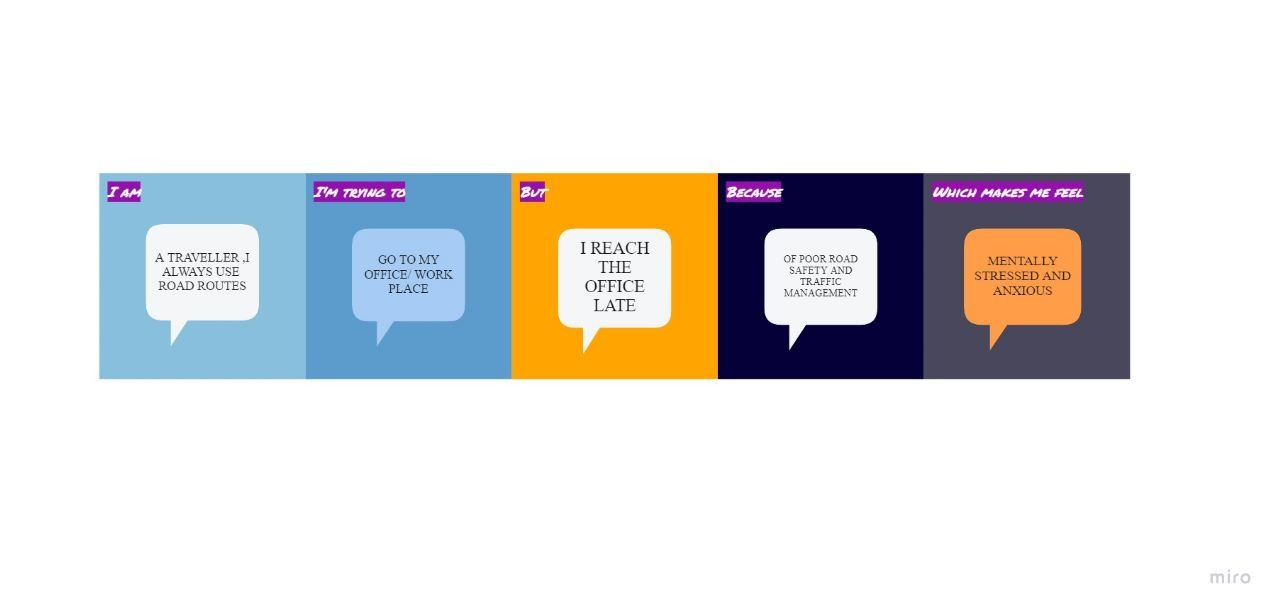 I am
A TRAVELLER ,I
ALWAYS USE
ROAD ROUTES
I'm trying to
GO TO MY
OFFICE/ WORK
PLACE
But
I REACH
THE
OFFICE
LATE
Because
OF POOR ROAD
SAFETY AND
TRAFFIC
MANAGEMENT
Which makes me feel
MENTALLY
STRESSED AND
ANXIOUS
miro